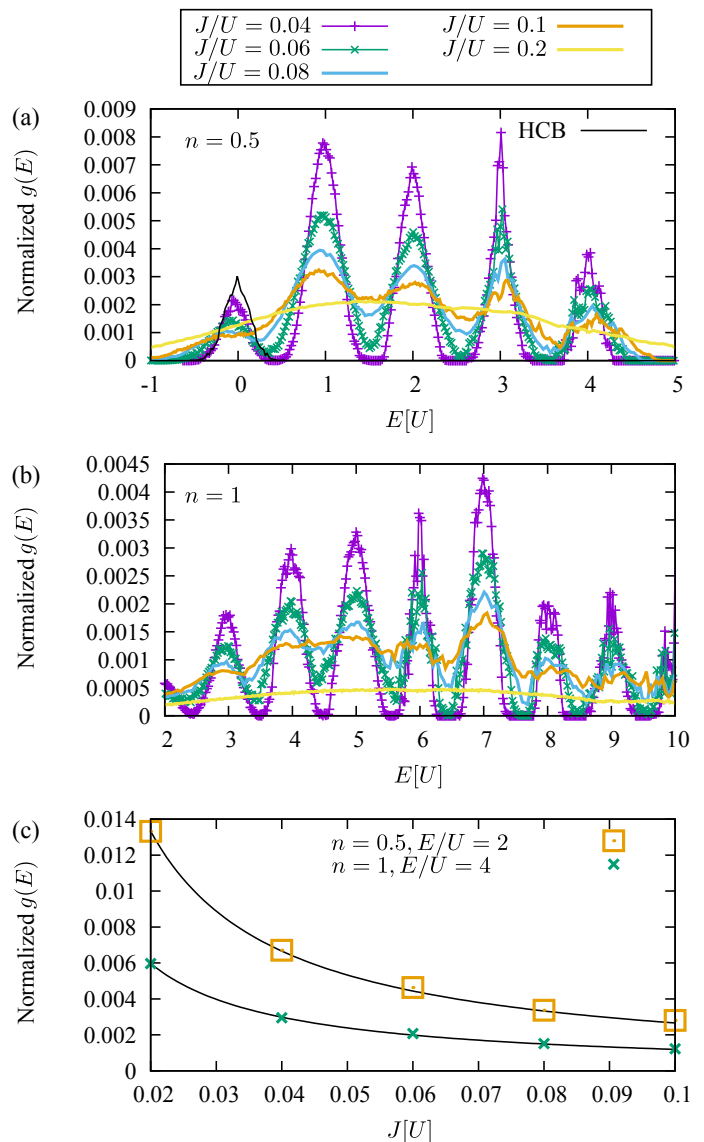 J/U = 0.04
J/U = 0.06
J/U = 0.08
J/U = 0.1
J/U = 0.2
(a)
n = 0.5
HCB
Normalized g(E)
0.009
0.008
0.007
0.006
0.005
0.004
0.003
0.002
0.001
0
-1 0 1 2 3 4 5
E[U]
(b)
n = 1
Normalized g(E)
0.0045
0.004
0.0035
0.003
0.0025
0.002
0.0015
0.001
0.0005
0
2 3 4 5 6 7 8 9 10
E[U]
(c)
n = 0.5, E/U = 2
n = 1, E/U = 4
Normalized g(E)
0.014
0.012
0.01
0.008
0.006
0.004
0.002
0
0.02 0.03 0.04 0.05 0.06 0.07 0.08 0.09 0.1
J[U]